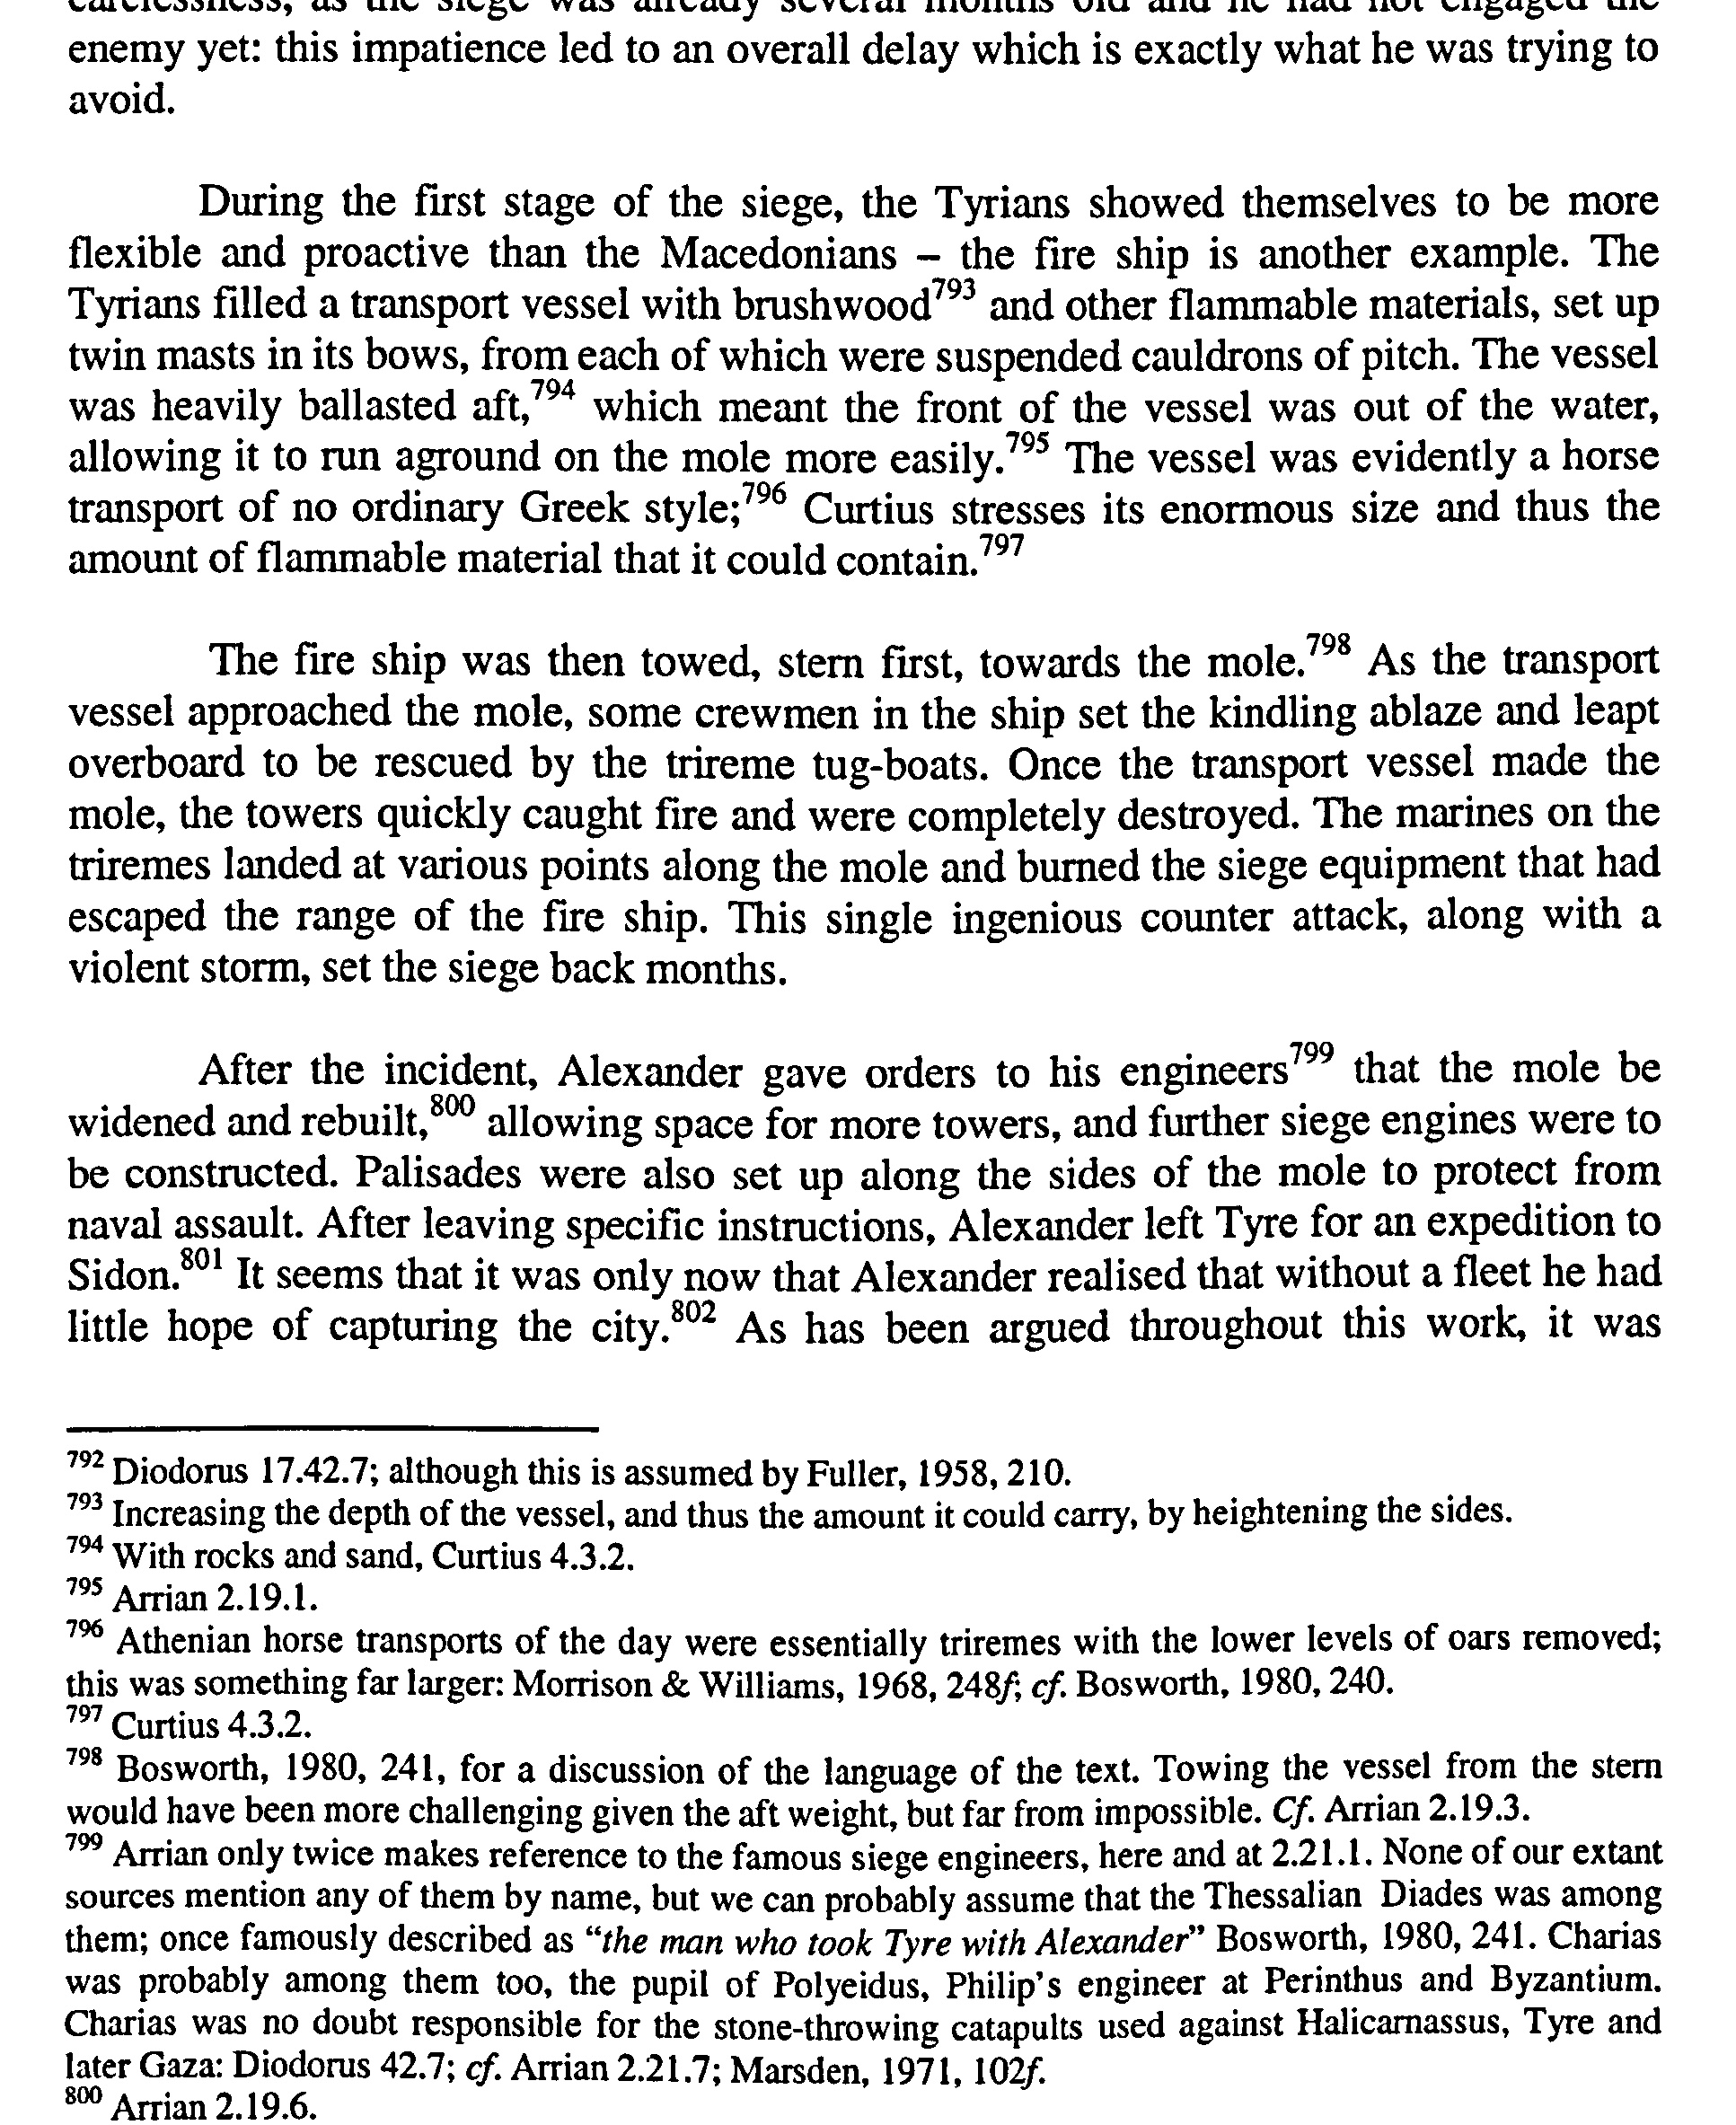 carelessness, as the siege was already several months old and he had not engaged the
enemy yet: this impatience led to an overall delay which is exactly what he was trying to
avoid.
During the first stage of the siege, the Tyrians showed themselves to be more
flexible and proactive than the Macedonians – the fire ship is another example. The
Tyrians filled a transport vessel with brushwood793 and other flammable materials, set up
twin masts in its bows, from each of which were suspended cauldrons of pitch. The vessel
was heavily ballasted aft,794 which meant the front of the vessel was out of the water,
allowing it to run aground on the mole more easily.795 The vessel was evidently a horse
transport of no ordinary Greek style;796 Curtius stresses its enormous size and thus the
amount of flammable material that it could contain.797
The fire ship was then towed, stern first, towards the mole.798 As the transport
vessel approached the mole, some crewmen in the ship set the kindling ablaze and leapt
overboard to be rescued by the trireme tug-boats. Once the transport vessel made the
mole, the towers quickly caught fire and were completely destroyed. The marines on the
triremes landed at various points along the mole and burned the siege equipment that had
escaped the range of the fire ship. This single ingenious counter attack, along with a
violent storm, set the siege back months.
After the incident, Alexander gave orders to his engineers799 that the mole be
widened and rebuilt,800 allowing space for more towers, and further siege engines were to
be constructed. Palisades were also set up along the sides of the mole to protect from
naval assault. After leaving specific instructions, Alexander left Tyre for an expedition to
Sidon.801 It seems that it was only now that Alexander realised that without a fleet he had
little hope of capturing the city.802 As has been argued throughout this work, it was
792 Diodorus 17.42.7; although this is assumed by Fuller, 1958, 210.
793 Increasing the depth of the vessel, and thus the amount it could carry, by heightening the sides.
794 With rocks and sand, Curtius 4.3.2.
795 Arrian 2.19.1.
796 Athenian horse transports of the day were essentially triremes with the lower levels of oars removed;
this was something far larger: Morrison & Williams, 1968, 248f; cf. Bosworth, 1980, 240.
797 Curtius 4.3.2.
798 Bosworth, 1980, 241, for a discussion of the language of the text. Towing the vessel from the stern
would have been more challenging given the aft weight, but far from impossible. Cf. Arrian 2.19.3.
799 Arrian only twice makes reference to the famous siege engineers, here and at 2.21.1. None of our extant
sources mention any of them by name, but we can probably assume that the Thessalian Diades was among
them; once famously described as "the man who took Tyre with Alexander" Bosworth, 1980, 241. Charias
was probably among them too, the pupil of Polyeidus, Philip's engineer at Perinthus and Byzantium.
Charias was no doubt responsible for the stone-throwing catapults used against Halicarnassus, Tyre and
later Gaza: Diodorus 42.7; cf. Arrian 2.21.7; Marsden, 1971, 102f.
800 Arrian 2.19.6.